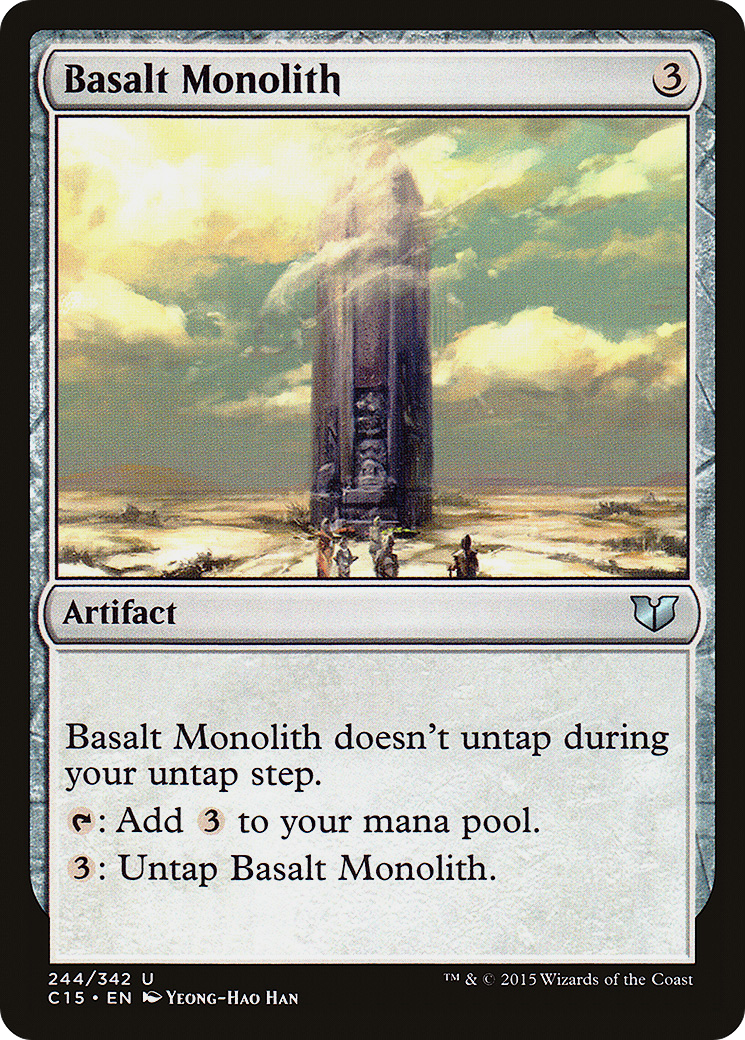 Basalt Monolith 3
Artifact
Basalt Monolith doesn't untap during
your untap step.
: Add 3 to your mana pool.
3: Untap Basalt Monolith.
244/342 U
™ & © 2015 Wizards of the Coast
C15 • EN Yeong-Hao Han